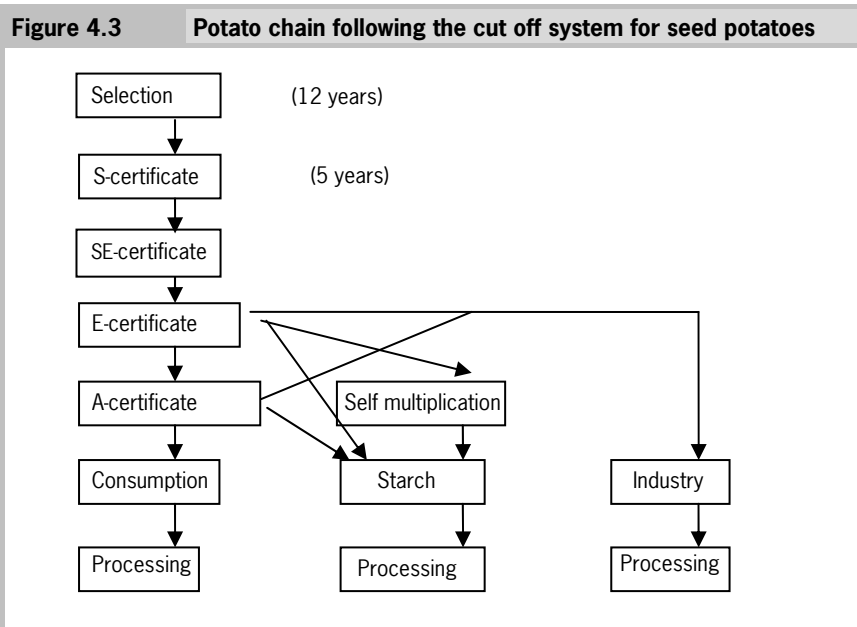 Figure 4.3 Potato chain following the cut off system for seed potatoes
Selection (12 years)
S-certificate (5 years)
SE-certificate
E-certificate
A-certificate Self multiplication
Consumption Starch Industry
Processing Processing Processing